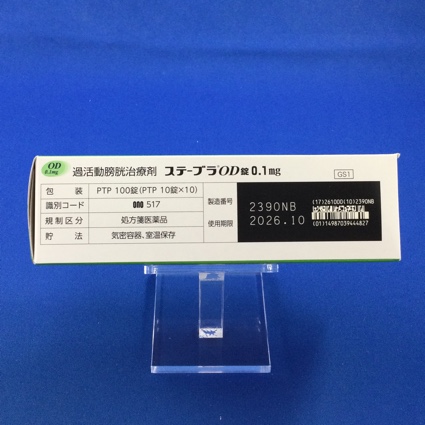 OD
0.1mg
過活動膀胱治療剤 ステーブラOD錠 0.1mg
GS1
包装 PTP 100錠(PTP 10錠×10)
識別コード ono 517
規制区分 処方箋医薬品
貯法 気密容器、室温保存
製造番号 2390NB
使用期限 2026.10
(17)261000(10)2390NB
(01)14987039444827